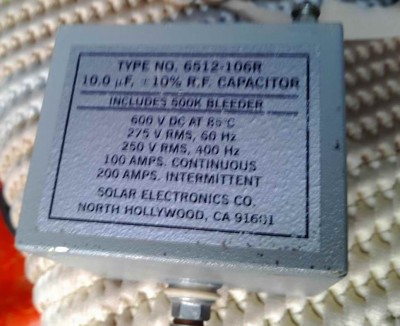 TYPE NO. 6512-106R
10.0 µF, ±10% R.F. CAPACITOR
INCLUDES 500K BLEEDER
600 V DC AT 85°C
275 V RMS, 60 Hz
250 V RMS, 400 Hz
100 AMPS. CONTINUOUS
200 AMPS. INTERMITTENT
SOLAR ELECTRONICS CO.
NORTH HOLLYWOOD, CA 91601